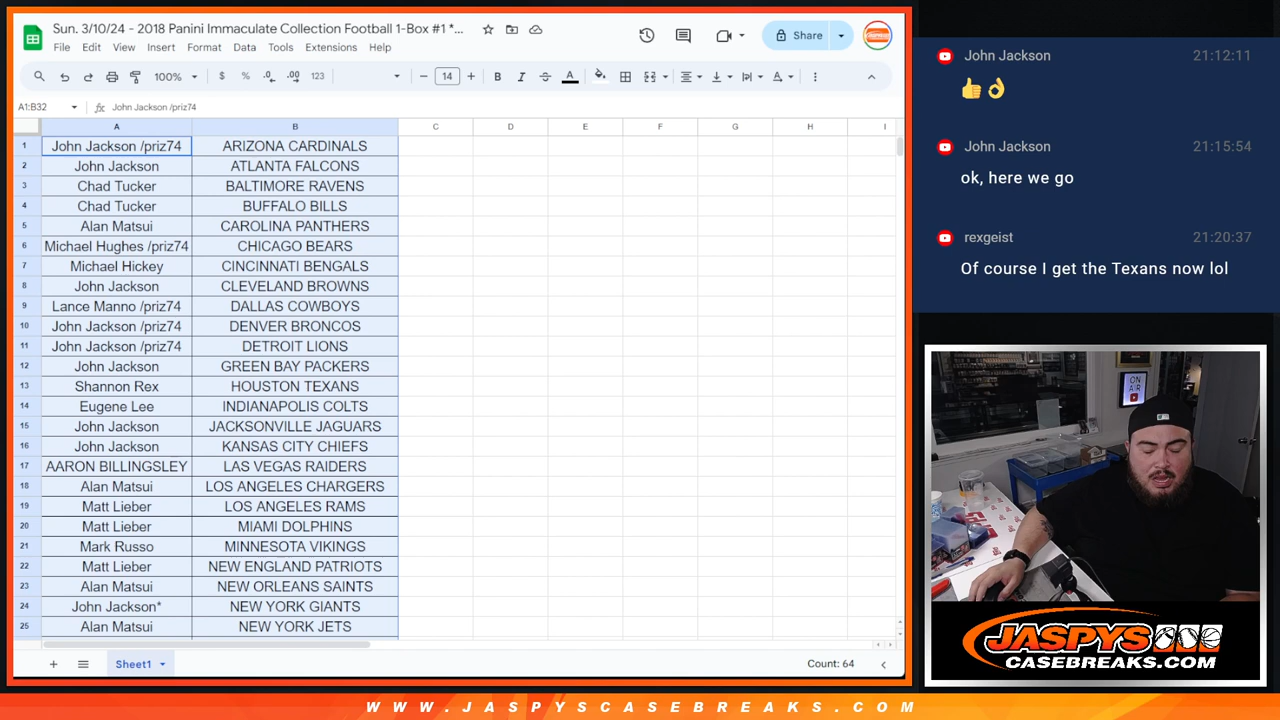 Sun. 3/10/24 - 2018 Panini Immaculate Collection Football 1-Box #1 *...
Share
File Edit View Insert Format Data Tools Extensions Help
100% $ % .0 .00 123 14 B I A
A1:B32 fx John Jackson /priz74
A B C D E F G H I
1 John Jackson /priz74 ARIZONA CARDINALS
2 John Jackson ATLANTA FALCONS
3 Chad Tucker BALTIMORE RAVENS
4 Chad Tucker BUFFALO BILLS
5 Alan Matsui CAROLINA PANTHERS
6 Michael Hughes /priz74 CHICAGO BEARS
7 Michael Hickey CINCINNATI BENGALS
8 John Jackson CLEVELAND BROWNS
9 Lance Manno /priz74 DALLAS COWBOYS
10 John Jackson /priz74 DENVER BRONCOS
11 John Jackson /priz74 DETROIT LIONS
12 John Jackson GREEN BAY PACKERS
13 Shannon Rex HOUSTON TEXANS
14 Eugene Lee INDIANAPOLIS COLTS
15 John Jackson JACKSONVILLE JAGUARS
16 John Jackson KANSAS CITY CHIEFS
17 AARON BILLINGSLEY LAS VEGAS RAIDERS
18 Alan Matsui LOS ANGELES CHARGERS
19 Matt Lieber LOS ANGELES RAMS
20 Matt Lieber MIAMI DOLPHINS
21 Mark Russo MINNESOTA VIKINGS
22 Matt Lieber NEW ENGLAND PATRIOTS
23 Alan Matsui NEW ORLEANS SAINTS
24 John Jackson* NEW YORK GIANTS
25 Alan Matsui NEW YORK JETS
Sheet1 Count: 64
John Jackson 21:12:11
👍👌
John Jackson 21:15:54
ok, here we go
rexgeist 21:20:37
Of course I get the Texans now lol
ON AIR
JASPYS
CASEBREAKS.COM
WWW.JASPYSCASEBREAKS.COM